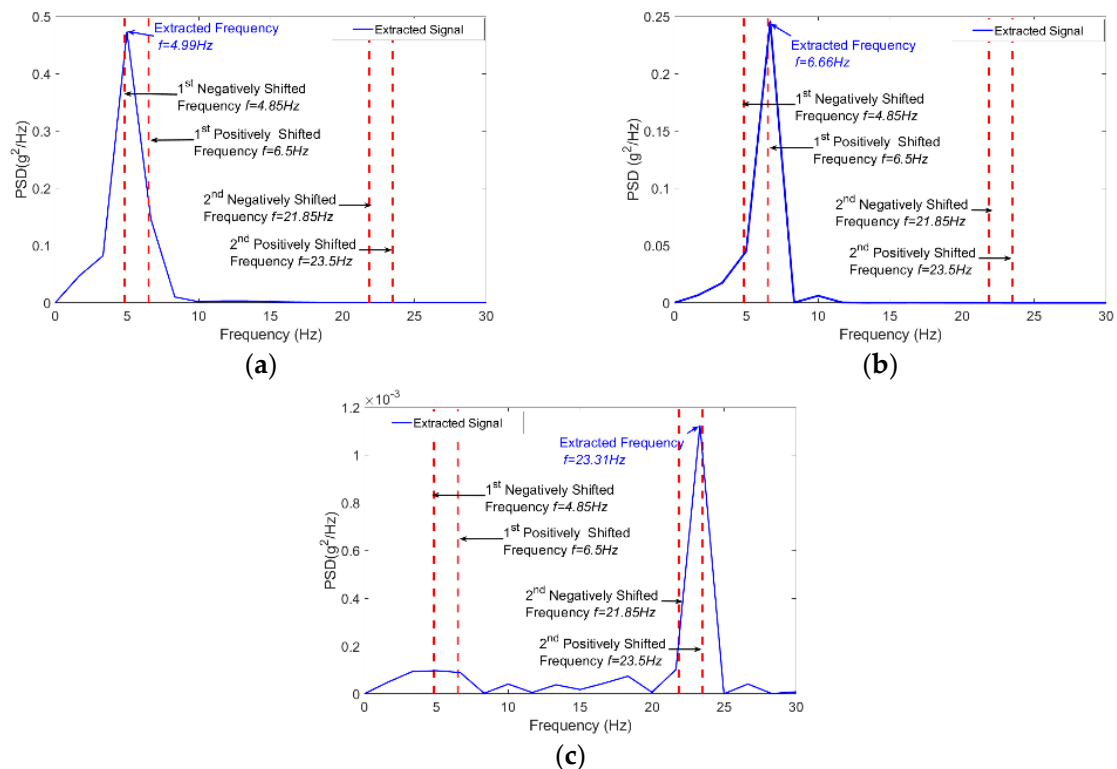 0.5
0.4
0.3
0.2
0.1
0
PSD(g²/Hz)
Extracted Frequency
f=4.99Hz
Extracted Signal
1st Negatively Shifted
Frequency f=4.85Hz
1st Positively Shifted
Frequency f=6.5Hz
2nd Negatively Shifted
Frequency f=21.85Hz
2nd Positively Shifted
Frequency f=23.5Hz
0 5 10 15 20 25 30
Frequency (Hz)
(a)
0.25
0.2
0.15
0.1
0.05
0
PSD (g²/Hz)
Extracted Signal
Extracted Frequency
f=6.66Hz
1st Negatively Shifted
Frequency f=4.85Hz
1st Positively Shifted
Frequency f=6.5Hz
2nd Negatively Shifted
Frequency f=21.85Hz
2nd Positively Shifted
Frequency f=23.5Hz
0 5 10 15 20 25 30
Frequency (Hz)
(b)
×10⁻³
1.2
1
0.8
0.6
0.4
0.2
0
PSD(g²/Hz)
Extracted Signal
Extracted Frequency
f=23.31Hz
1st Negatively Shifted
Frequency f=4.85Hz
1st Positively Shifted
Frequency f=6.5Hz
2nd Negatively Shifted
Frequency f=21.85Hz
2nd Positively Shifted
Frequency f=23.5Hz
0 5 10 15 20 25 30
Frequency (Hz)
(c)